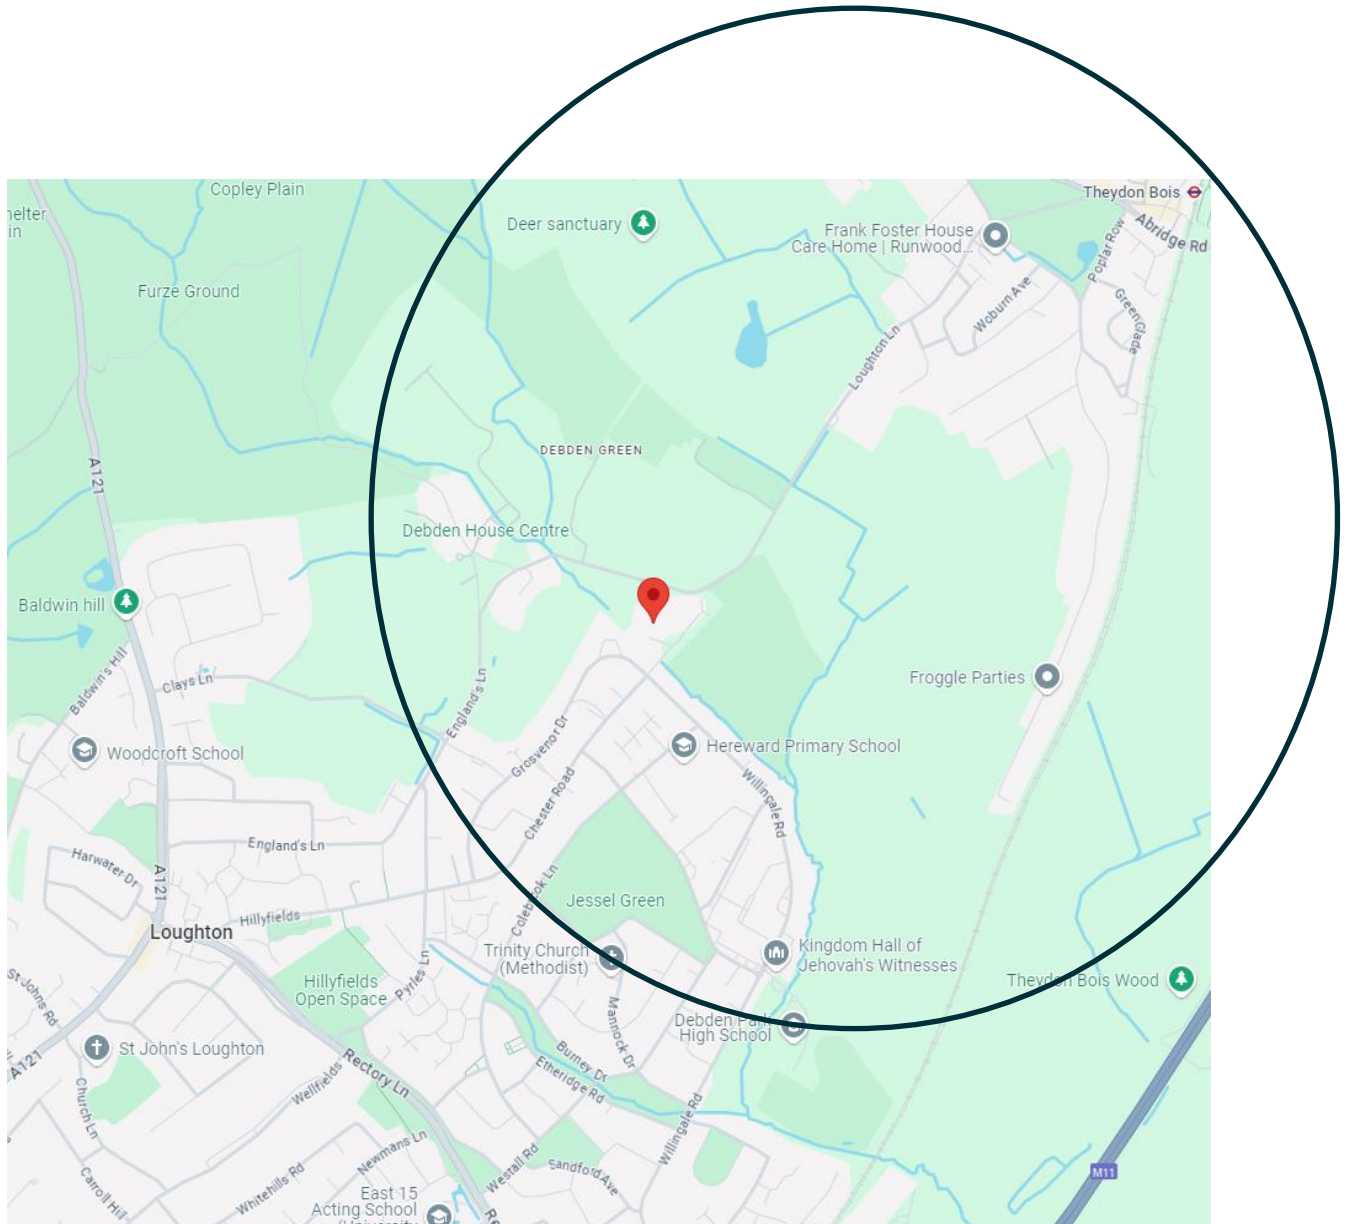 Copley Plain
Theydon Bois
helter
in
Deer sanctuary
Frank Foster House
Care Home | Runwood...
Abridge Rd
Poplar Row
Furze Ground
Woburn Ave
Green Glade
Loughton Ln
DEBDEN GREEN
A121
Debden House Centre
Baldwin hill
Baldwin's Hill
Clays Ln
England's Ln
Froggle Parties
Woodcroft School
Grosvenor Dr
Hereward Primary School
Chester Road
Willingale Rd
England's Ln
Harwater Dr
A121
Colebrook Ln
Jessel Green
Hillyfields
Loughton
Trinity Church
(Methodist)
Kingdom Hall of
Jehovah's Witnesses
St Johns Rd
Hillyfields
Open Space
Pyrles Ln
Theydon Bois Wood
Mannock Dr
Debden Park
High School
St John's Loughton
A121
Rectory Ln
Burney Dr
Etheridge Rd
Wellfields
Church Ln
Willingale Rd
Newmans Ln
Westall Rd
Sandford Ave
Whitehills Rd
Carroll Hill
M11
East 15
Acting School
(University
Re